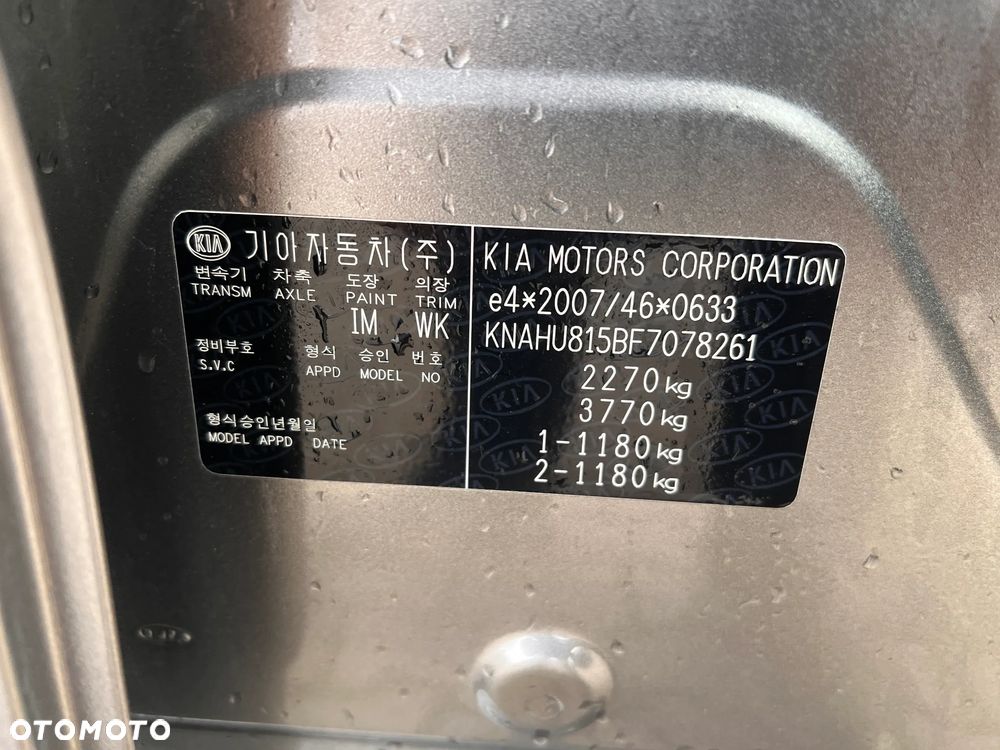 KIA 기아자동차(주)
변속기 차축 도장 의장
TRANSM AXLE PAINT TRIM
IM WK
정비부호 형식 승인 번호
S.V.C APPD MODEL NO
형식승인년월일
MODEL APPD DATE
KIA MOTORS CORPORATION
e4*2007/46*0633
KNAHU815BF7078261
2270kg
3770kg
1-1180kg
2-1180kg
OTOMOTO